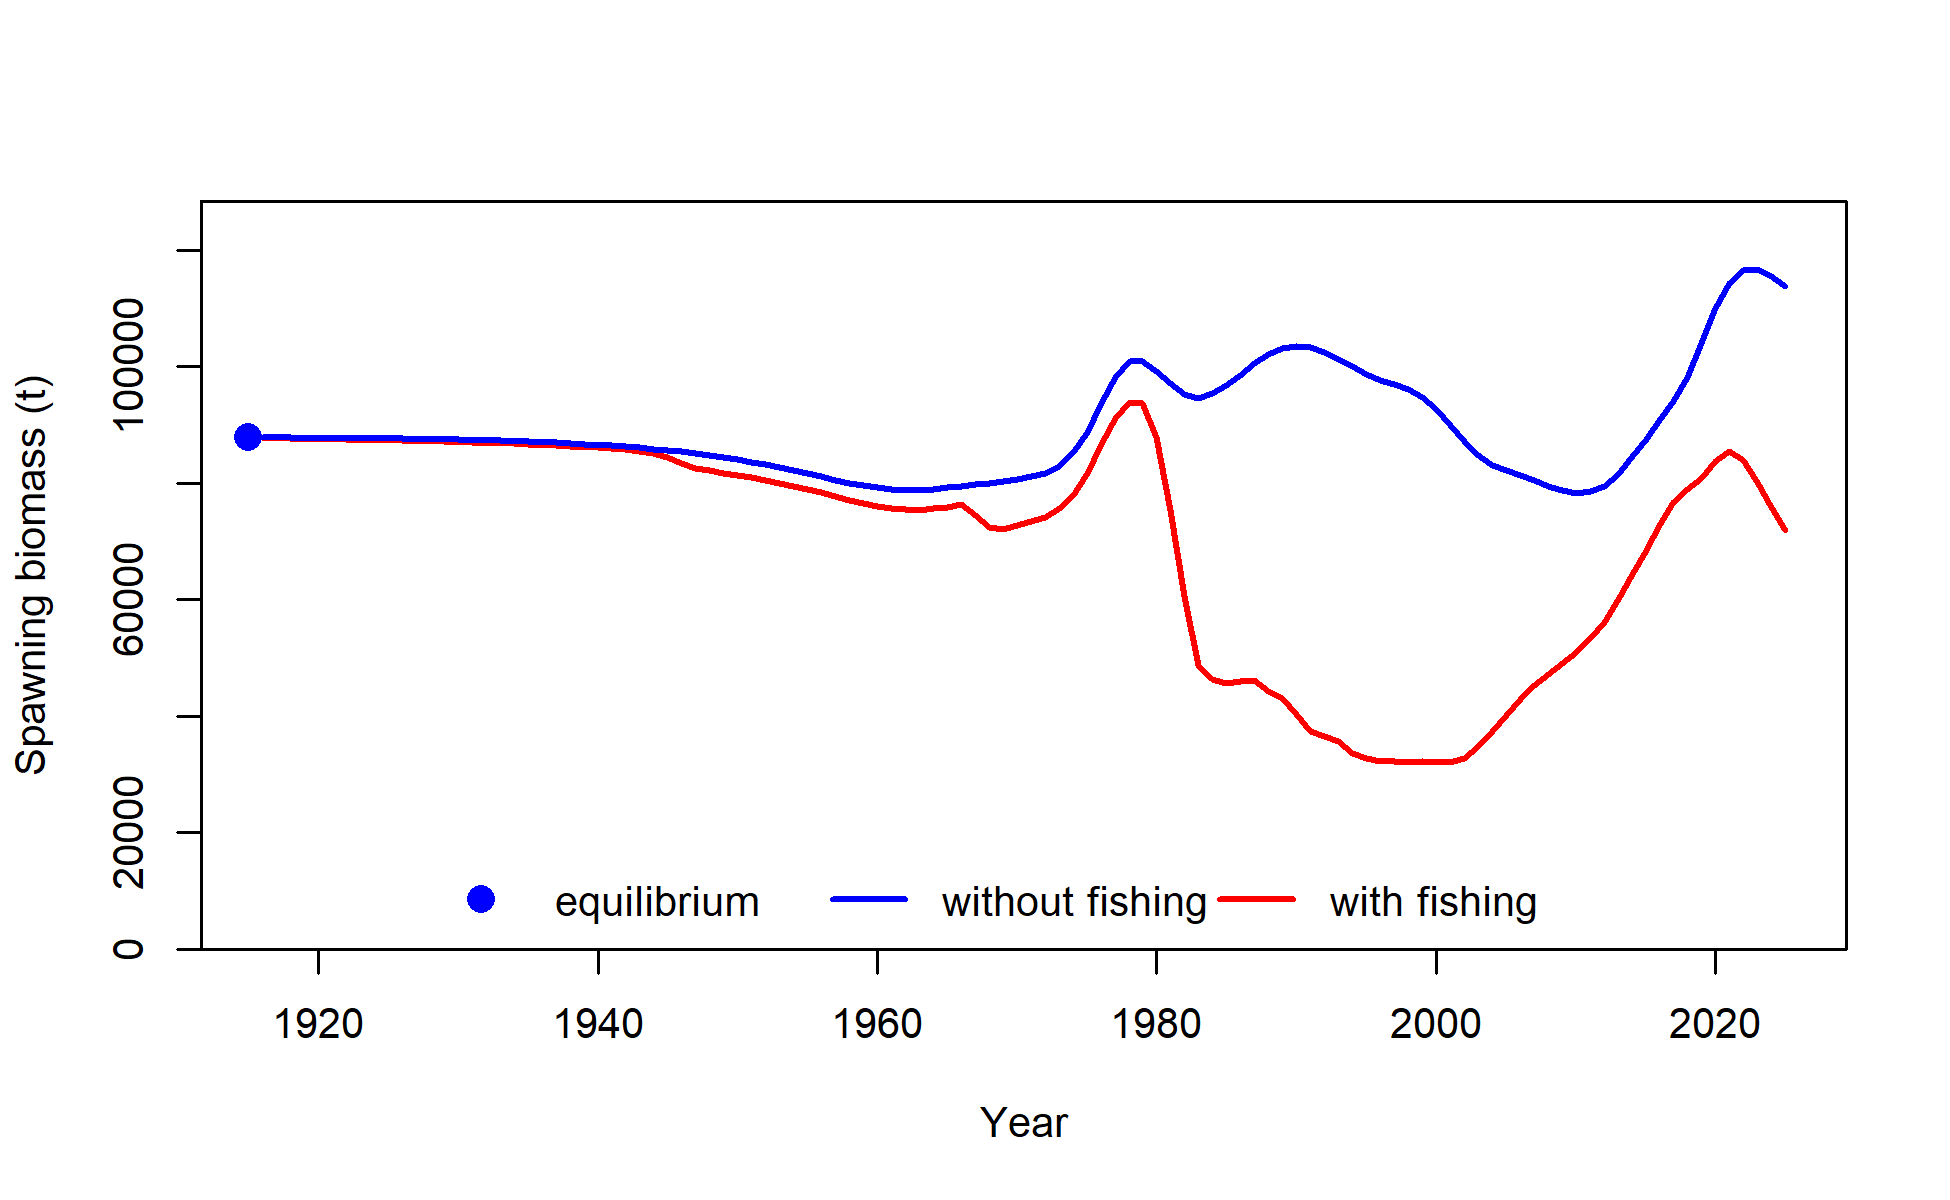 Spawning biomass (t)
100000
60000
20000
0
equilibrium without fishing with fishing
1920 1940 1960 1980 2000 2020
Year